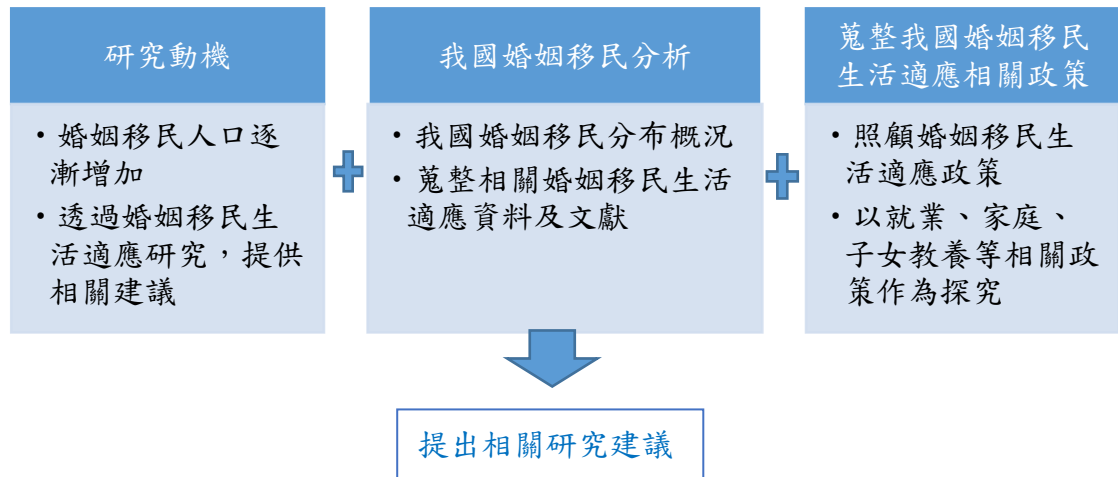 研究動機
・婚姻移民人口逐
漸增加
・透過婚姻移民生
活適應研究，提供
相關建議
我國婚姻移民分析
・我國婚姻移民分布概況
・蒐整相關婚姻移民生活
適應資料及文獻
蒐整我國婚姻移民
生活適應相關政策
・照顧婚姻移民生
活適應政策
・以就業、家庭、
子女教養等相關政
策作為探究
提出相關研究建議